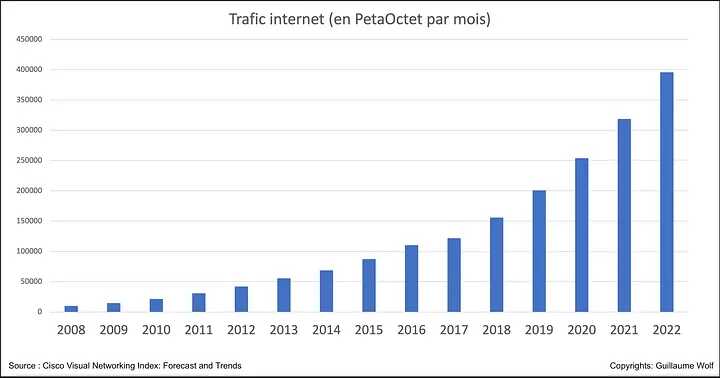 Trafic internet (en PetaOctet par mois)
450000
400000
350000
300000
250000
200000
150000
100000
50000
0
2008 2009 2010 2011 2012 2013 2014 2015 2016 2017 2018 2019 2020 2021 2022
Source : Cisco Visual Networking Index: Forecast and Trends
Copyrights: Guillaume Wolf